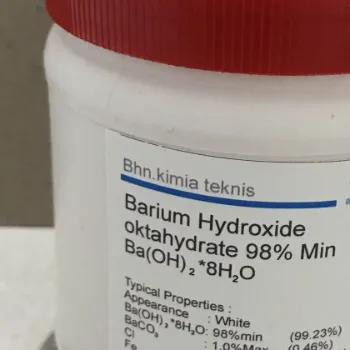 Bhn.kimia teknis
Barium Hydroxide
oktahydrate 98% Min
Ba(OH)₂*8H₂O
Typical Properties :
Appearance : White
Ba(OH)₂*8H₂O: 98%min (99.23%)
BaCO₃ : 1.0%Max (0.46%)
Cl
Fe